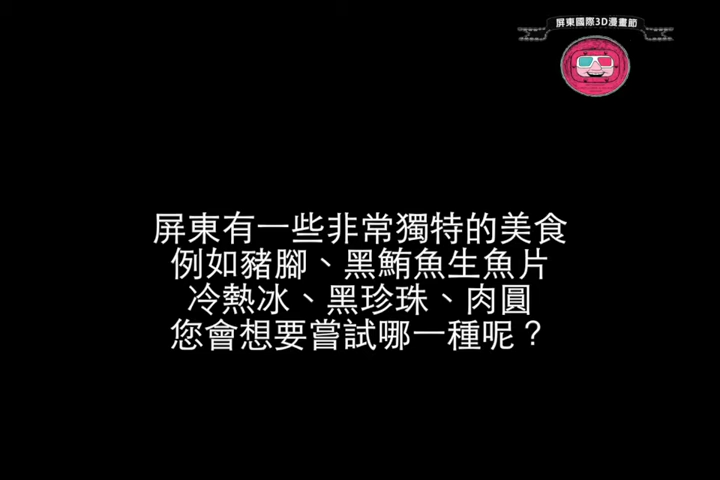 屏東國際3D漫畫節
屏東有一些非常獨特的美食
例如豬腳、黑鮪魚生魚片
冷熱冰、黑珍珠、肉圓
您會想要嘗試哪一種呢？